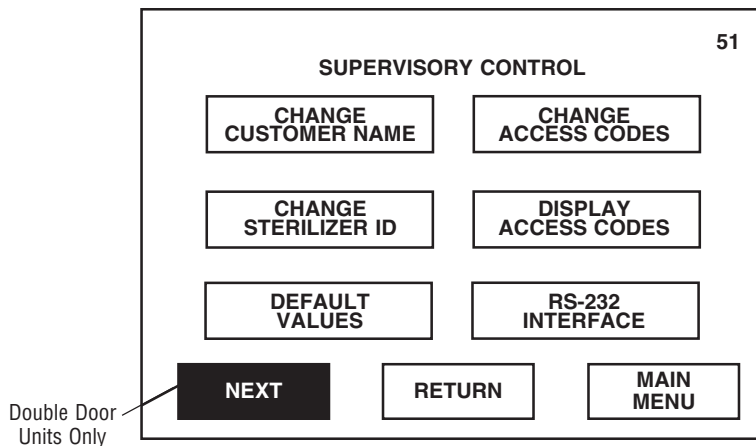 51
SUPERVISORY CONTROL
CHANGE
CUSTOMER NAME
CHANGE
ACCESS CODES
CHANGE
STERILIZER ID
DISPLAY
ACCESS CODES
DEFAULT
VALUES
RS-232
INTERFACE
NEXT
RETURN
MAIN
MENU
Double Door
Units Only